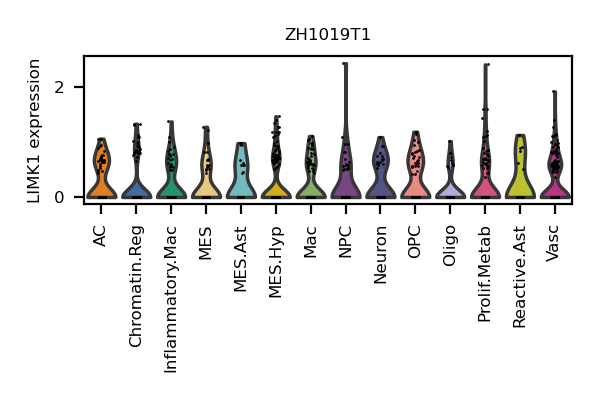 ZH1019T1
LIMK1 expression
2
0
AC
Chromatin.Reg
Inflammatory.Mac
MES
MES.Ast
MES.Hyp
Mac
NPC
Neuron
OPC
Oligo
Prolif.Metab
Reactive.Ast
Vasc